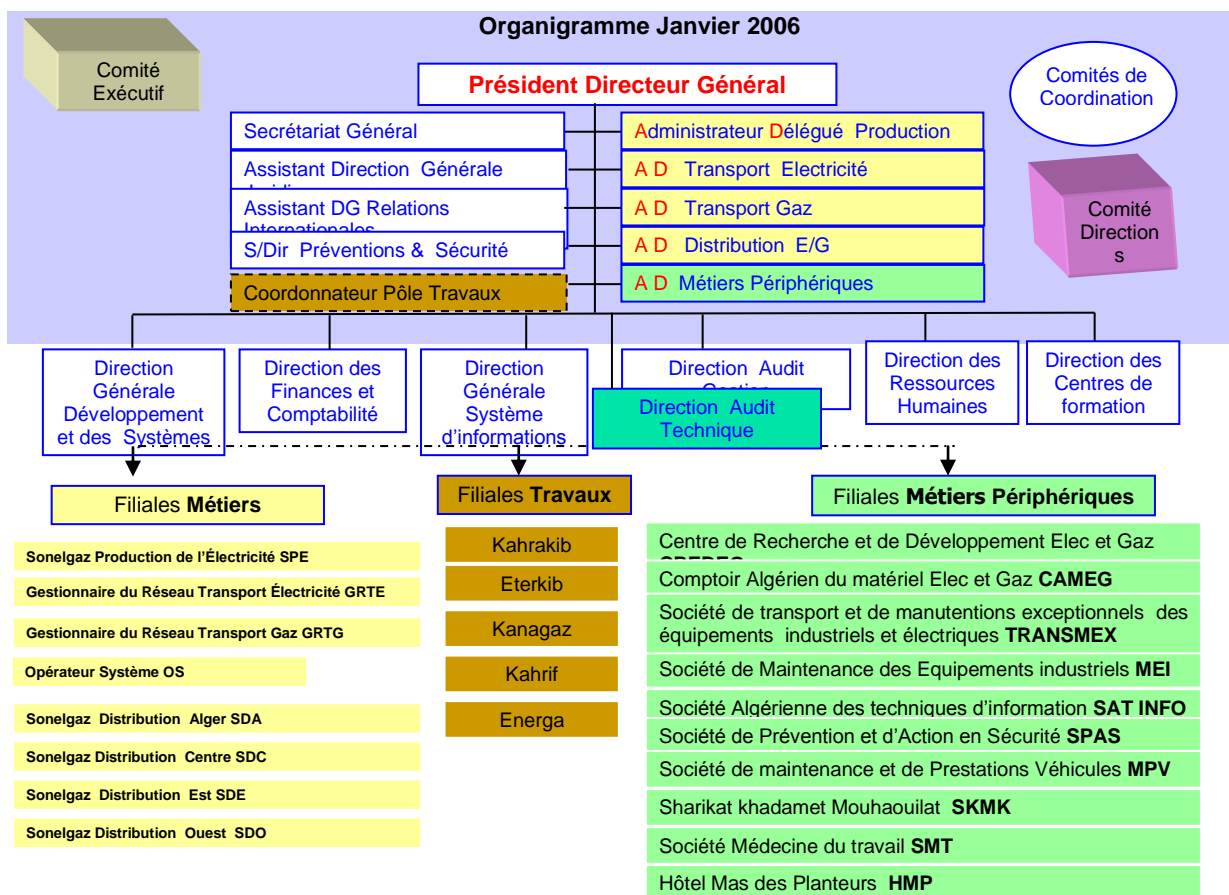 Organigramme Janvier 2006
Comité
Exécutif
Président Directeur Général
Comités de
Coordination
Secrétariat Général
Administrateur Délégué Production
Assistant Direction Générale
A D Transport Electricité
Assistant DG Relations
Internationales
A D Transport Gaz
Comité
Direction
s
S/Dir Préventions & Sécurité
A D Distribution E/G
Coordonnateur Pôle Travaux
A D Métiers Périphériques
Direction
Générale
Développement
et des Systèmes
Direction des
Finances et
Comptabilité
Direction
Générale
Système
d'informations
Direction Audit
Gestion
Direction Audit
Technique
Direction des
Ressources
Humaines
Direction des
Centres de
formation
Filiales Métiers
Sonelgaz Production de l'Électricité SPE
Gestionnaire du Réseau Transport Électricité GRTE
Gestionnaire du Réseau Transport Gaz GRTG
Opérateur Système OS
Sonelgaz Distribution Alger SDA
Sonelgaz Distribution Centre SDC
Sonelgaz Distribution Est SDE
Sonelgaz Distribution Ouest SDO
Filiales Travaux
Kahrakib
Eterkib
Kanagaz
Kahrif
Energa
Filiales Métiers Périphériques
Centre de Recherche et de Développement Elec et Gaz
Comptoir Algérien du matériel Elec et Gaz CAMEG
Société de transport et de manutentions exceptionnels des
équipements industriels et électriques TRANSMEX
Société de Maintenance des Equipements industriels MEI
Société Algérienne des techniques d'information SAT INFO
Société de Prévention et d'Action en Sécurité SPAS
Société de maintenance et de Prestations Véhicules MPV
Sharikat khadamet Mouhaouilat SKMK
Société Médecine du travail SMT
Hôtel Mas des Planteurs HMP